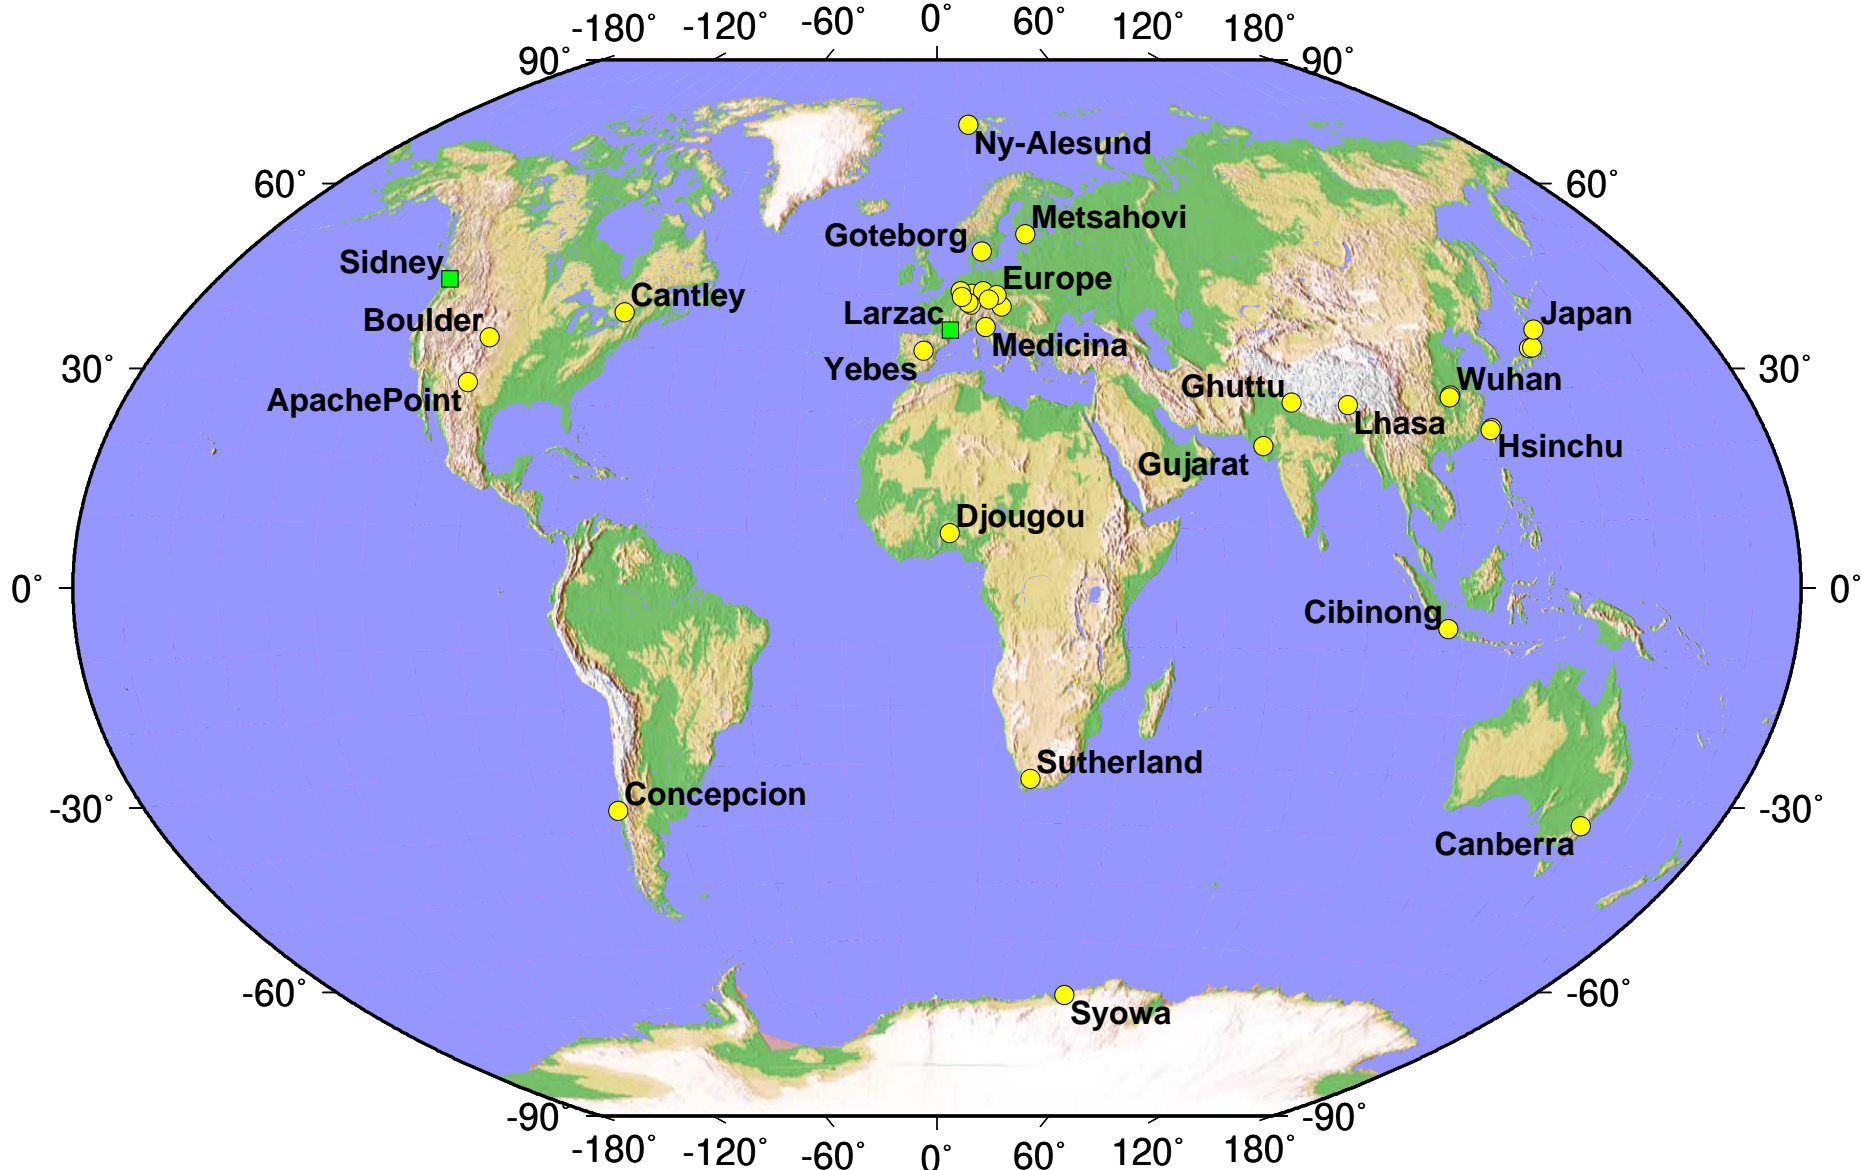 -180° -120° -60° 0° 60° 120° 180°
90° 90°
Ny-Alesund
60° 60°
Metsahovi
Goteborg
Sidney
Europe
Cantley
Larzac
Japan
Boulder
Medicina
30° 30°
Yebes
Wuhan
Ghuttu
ApachePoint
Lhasa
Hsinchu
Gujarat
Djougou
0° 0°
Cibinong
Sutherland
Concepcion
-30° -30°
Canberra
-60° -60°
Syowa
-90° -90°
-180° -120° -60° 0° 60° 120° 180°